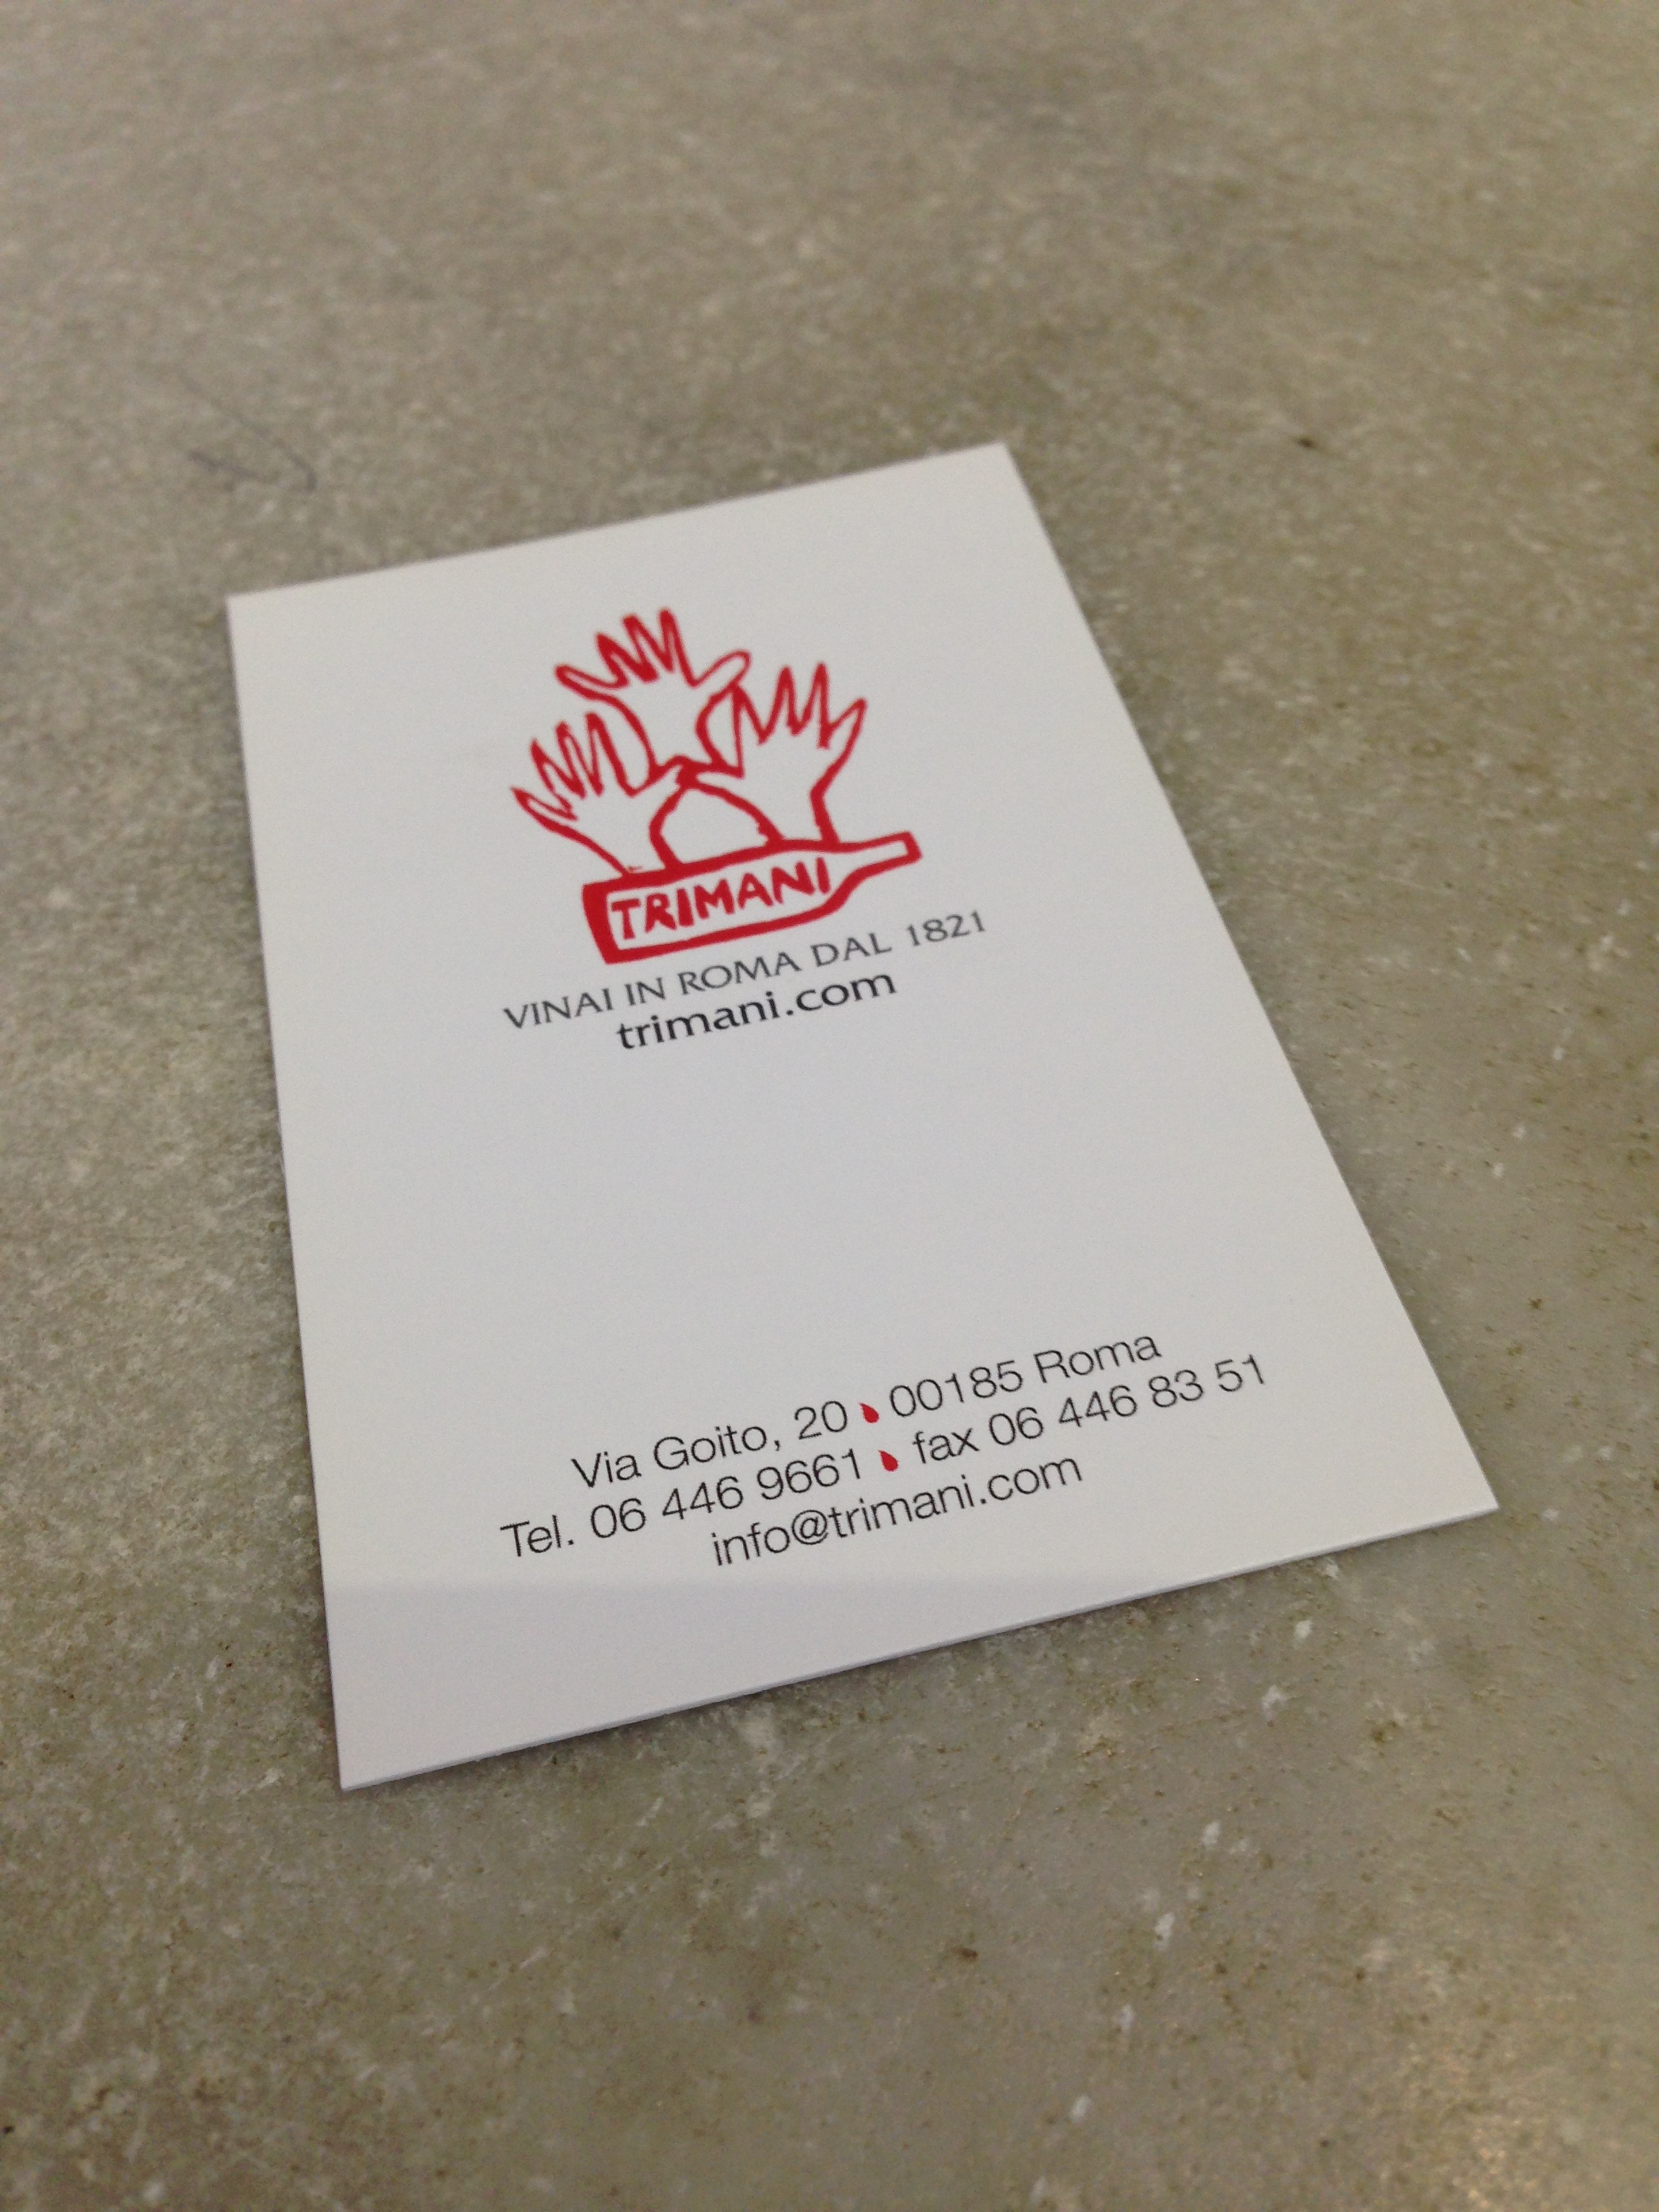 TRIMANI
VINAI IN ROMA DAL 1821
trimani.com
Via Goito, 20 00185 Roma
Tel. 06 446 9661 fax 06 446 83 51
info@trimani.com